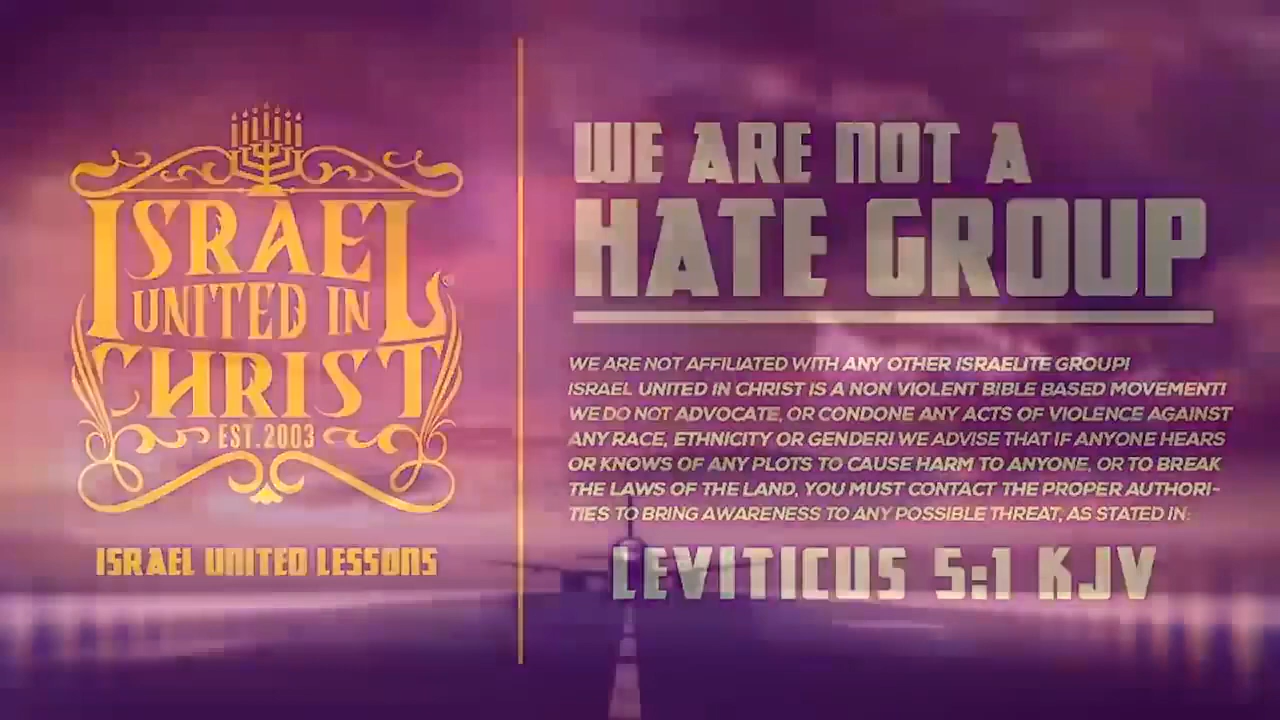 ISRAEL
UNITED IN
CHRIST
EST.2003
ISRAEL UNITED LESSONS
WE ARE NOT A
HATE GROUP
WE ARE NOT AFFILIATED WITH ANY OTHER ISRAELITE GROUP!
ISRAEL UNITED IN CHRIST IS A NON VIOLENT BIBLE BASED MOVEMENT!
WE DO NOT ADVOCATE, OR CONDONE ANY ACTS OF VIOLENCE AGAINST
ANY RACE, ETHNICITY OR GENDER! WE ADVISE THAT IF ANYONE HEARS
OR KNOWS OF ANY PLOTS TO CAUSE HARM TO ANYONE, OR TO BREAK
THE LAWS OF THE LAND, YOU MUST CONTACT THE PROPER AUTHORI-
TIES TO BRING AWARENESS TO ANY POSSIBLE THREAT, AS STATED IN:
LEVITICUS 5:1 KJV